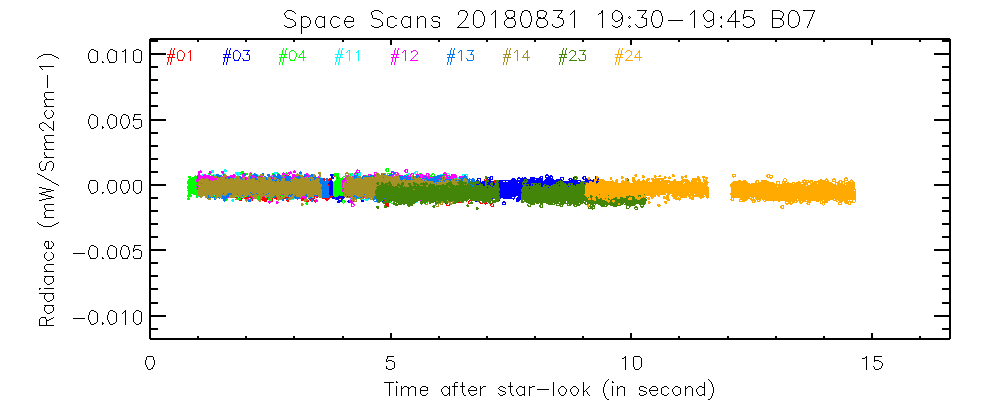 Space Scans 20180831 19:30-19:45 B07
#01 #03 #04 #11 #12 #13 #14 #23 #24
0.010
0.005
0.000
-0.005
-0.010
Radiance (mW/Srm2cm-1)
0 5 10 15
Time after star-look (in second)